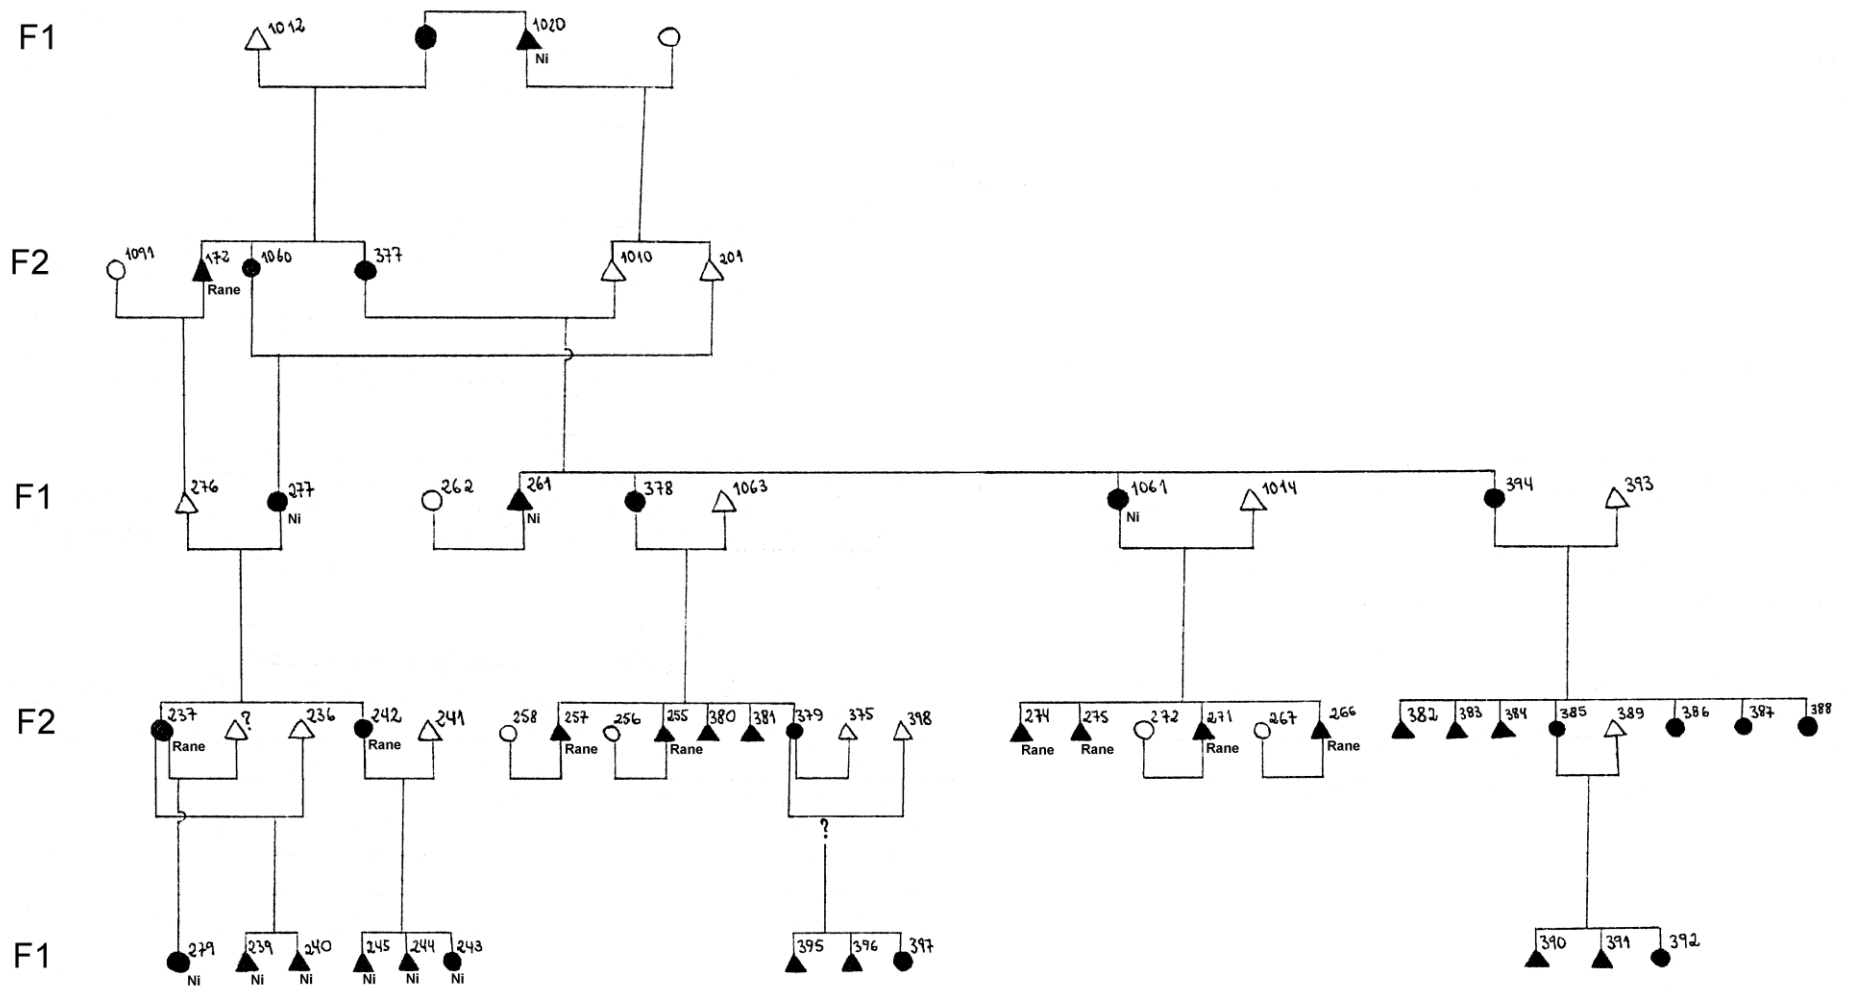 F1 1012 1020
Ni
F2 1091 172 1060 377 1010 201
Rane
F1 276 277 262 261 378 1063 1061 1014 394 393
Ni Ni Ni
F2 237 ? 236 242 241 258 257 256 255 380 381 379 375 398 274 275 272 271 267 266 382 383 384 385 389 386 387 388
Rane Rane Rane Rane Rane Rane Rane Rane
?
F1 279 239 240 245 244 243 395 396 397 390 391 392
Ni Ni Ni Ni Ni Ni